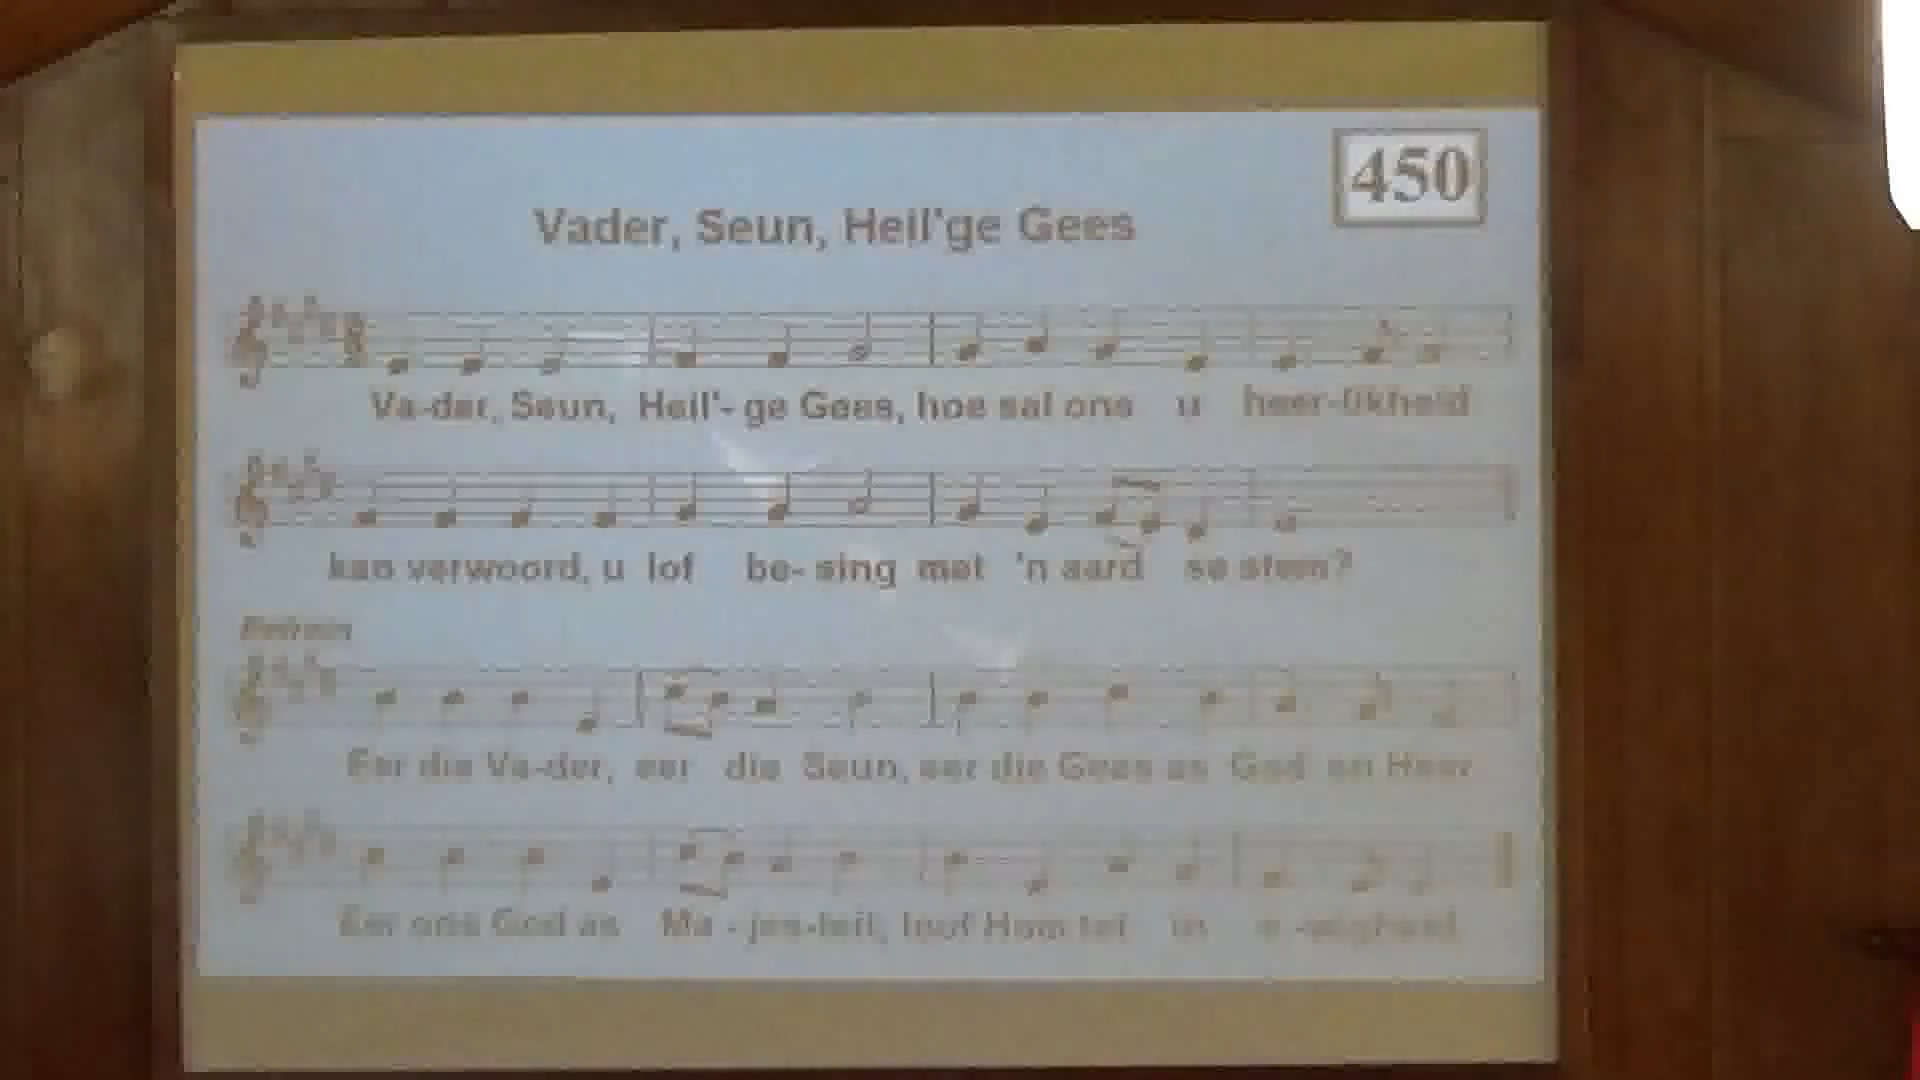 450
Vader, Seun, Heil'ge Gees
Va-der, Seun, Heil'- ge Gees, hoe sal ons u heer-likheid
kan verwoord, u lof be- sing met 'n aard se stem?
Refrein
Eer die Va-der, eer die Seun, eer die Gees as God en Heer
Eer ons God as Ma - jes-teit, loof Hom tot in e -wigheid